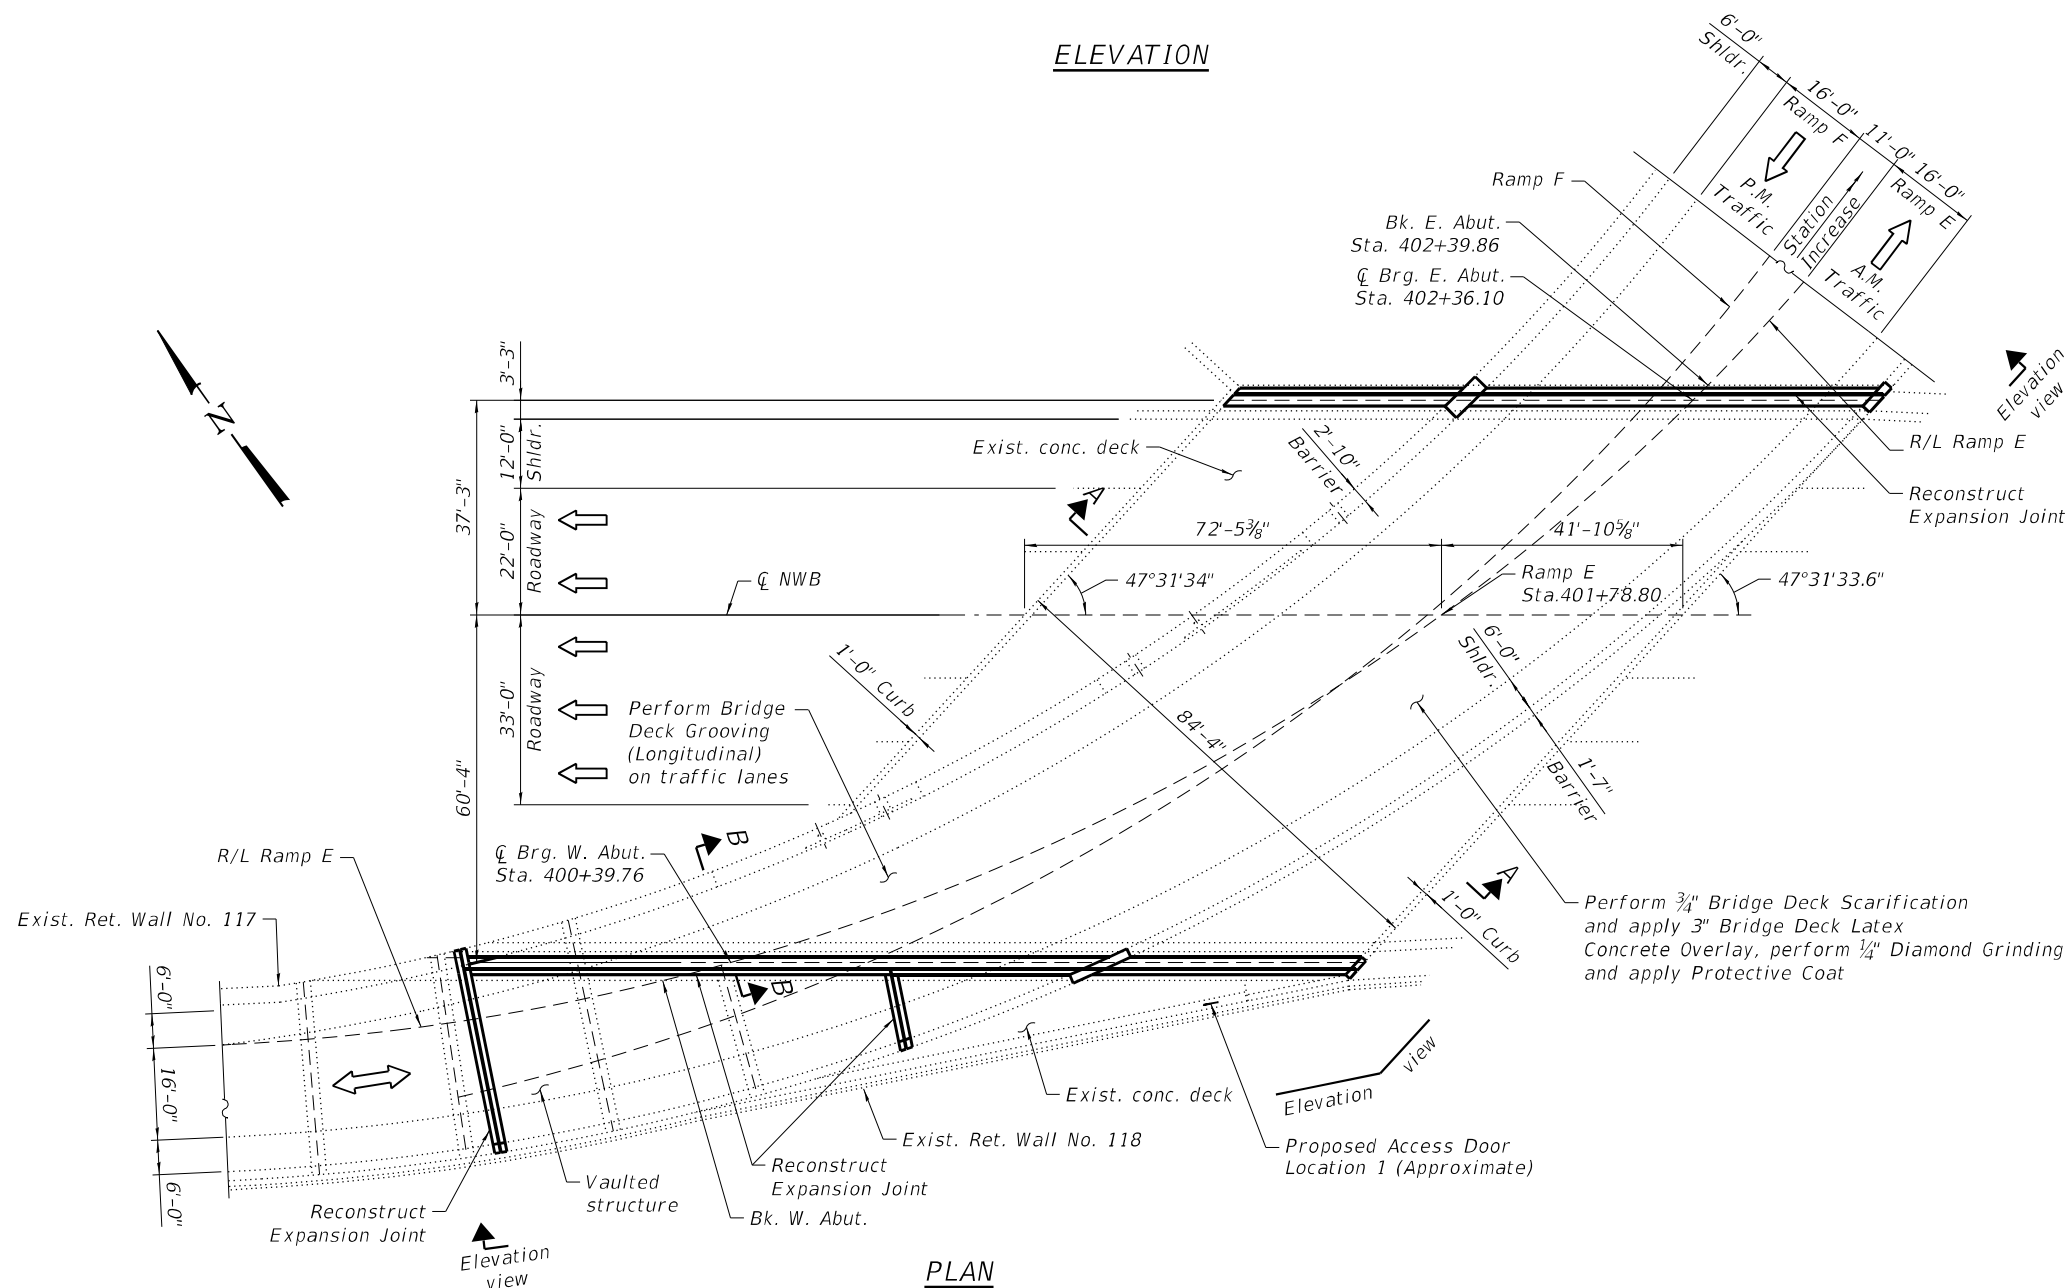 ELEVATION
6'-0"
Shldr.
16'-0"
Ramp F
11'-0"
16'-0"
Ramp E
P.M.
Traffic
Station
Increase
A.M.
Traffic
Ramp F
Bk. E. Abut.
Sta. 402+39.86
℄ Brg. E. Abut.
Sta. 402+36.10
Elevation
view
N
3'-3"
12'-0"
Shldr.
37'-3"
22'-0"
Roadway
Exist. conc. deck
2'-10"
Barrier
R/L Ramp E
Reconstruct
Expansion Joint
A
72'-5⅜"
41'-10⅝"
47°31'34"
℄ NWB
Ramp E
Sta.401+78.80
47°31'33.6"
1'-0" Curb
6'-0"
Shldr.
33'-0"
Roadway
60'-4"
Perform Bridge
Deck Grooving
(Longitudinal)
on traffic lanes
84'-4"
1'-7"
Barrier
B
R/L Ramp E
℄ Brg. W. Abut.
Sta. 400+39.76
A
1'-0" Curb
Perform ¾" Bridge Deck Scarification
and apply 3" Bridge Deck Latex
Concrete Overlay, perform ¼" Diamond Grinding
and apply Protective Coat
Exist. Ret. Wall No. 117
6'-0"
B
16'-0"
6'-0"
view
Elevation
Exist. conc. deck
Exist. Ret. Wall No. 118
Proposed Access Door
Location 1 (Approximate)
Reconstruct
Expansion Joint
Vaulted
structure
Reconstruct
Expansion Joint
Bk. W. Abut.
Elevation
view
PLAN